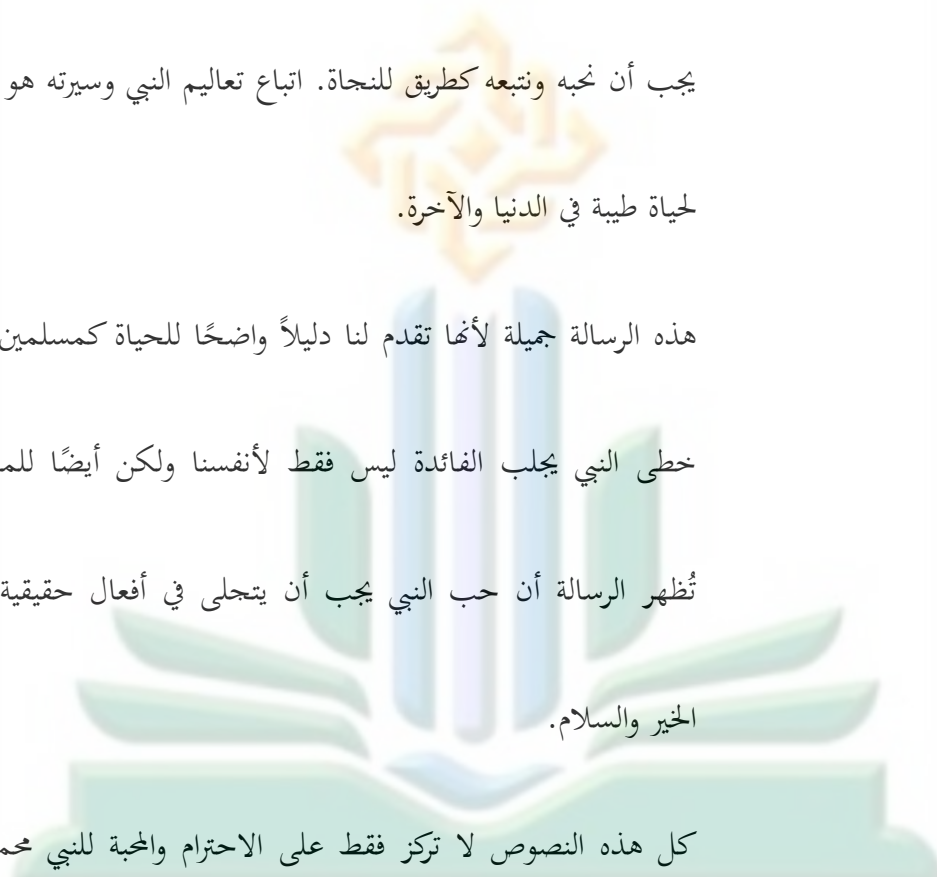 يجب أن نحبه ونتبعه كطريق للنجاة. اتباع تعاليم النبي وسيرته هو
لحياة طيبة في الدنيا والآخرة.
هذه الرسالة جميلة لأنها تقدم لنا دليلاً واضحًا للحياة كمسلمين
خطى النبي يجلب الفائدة ليس فقط لأنفسنا ولكن أيضًا
تُظهر الرسالة أن حب النبي يجب أن يتجلى في أفعال حقيقية
الخير والسلام.
كل هذه النصوص لا تركز فقط على الاحترام والمحبة للنبي